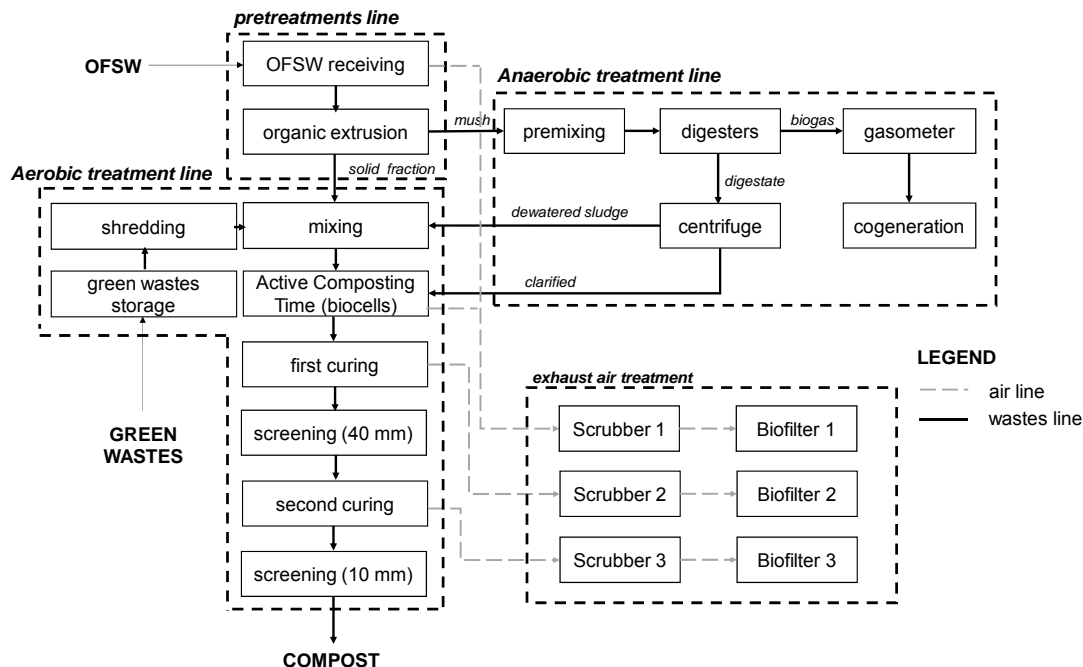 pretreatments line
OFSW
OFSW receiving
organic extrusion
mush
solid fraction
Anaerobic treatment line
premixing
digesters
biogas
gasometer
digestate
centrifuge
cogeneration
dewatered sludge
clarified
Aerobic treatment line
shredding
mixing
green wastes
storage
Active Composting
Time (biocells)
first curing
GREEN
WASTES
screening (40 mm)
second curing
screening (10 mm)
COMPOST
exhaust air treatment
Scrubber 1
Biofilter 1
Scrubber 2
Biofilter 2
Scrubber 3
Biofilter 3
LEGEND
air line
wastes line